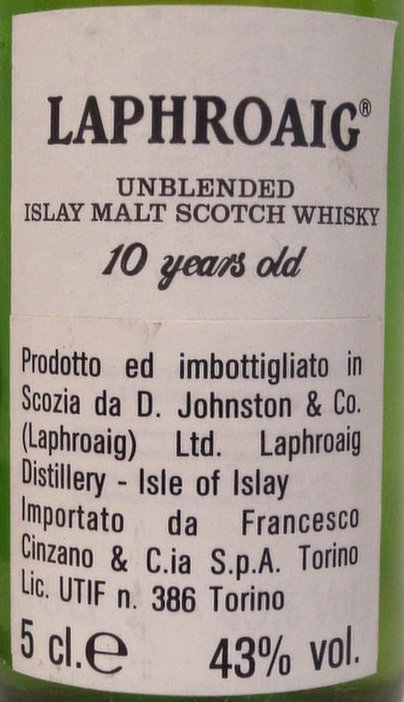 LAPHROAIG®
UNBLENDED
ISLAY MALT SCOTCH WHISKY
10 years old
Prodotto ed imbottigliato in
Scozia da D. Johnston & Co.
(Laphroaig) Ltd. Laphroaig
Distillery - Isle of Islay
Importato da Francesco
Cinzano & C.ia S.p.A. Torino
Lic. UTIF n. 386 Torino
5 cl.℮ 43% vol.